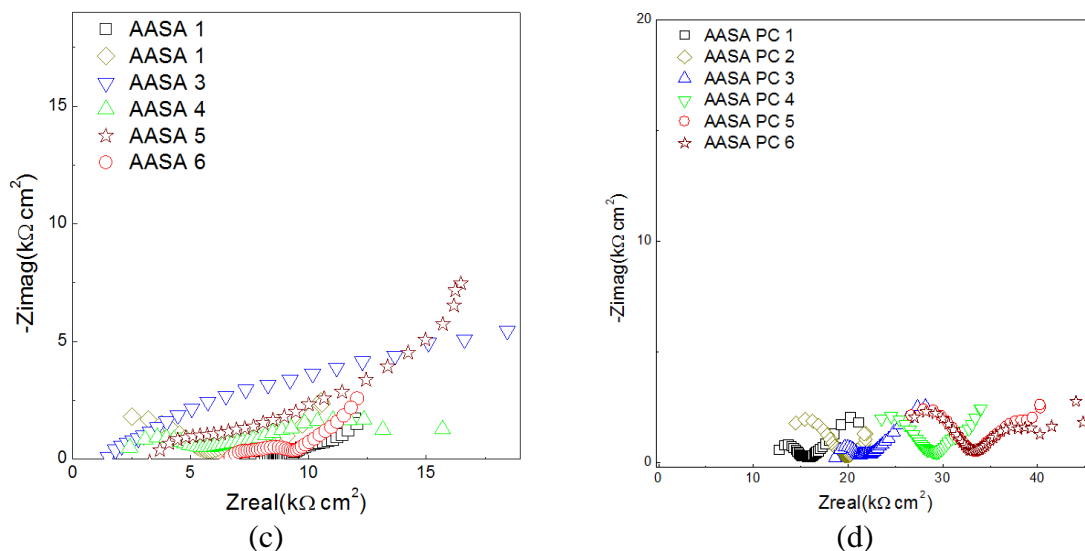 AASA 1
AASA 1
AASA 3
AASA 4
AASA 5
AASA 6
15
10
5
0
-Zimag(kΩ cm²)
0 5 10 15
Zreal(kΩ cm²)
(c)
AASA PC 1
AASA PC 2
AASA PC 3
AASA PC 4
AASA PC 5
AASA PC 6
20
10
0
-Zimag(kΩ cm²)
0 10 20 30 40
Zreal(kΩ cm²)
(d)